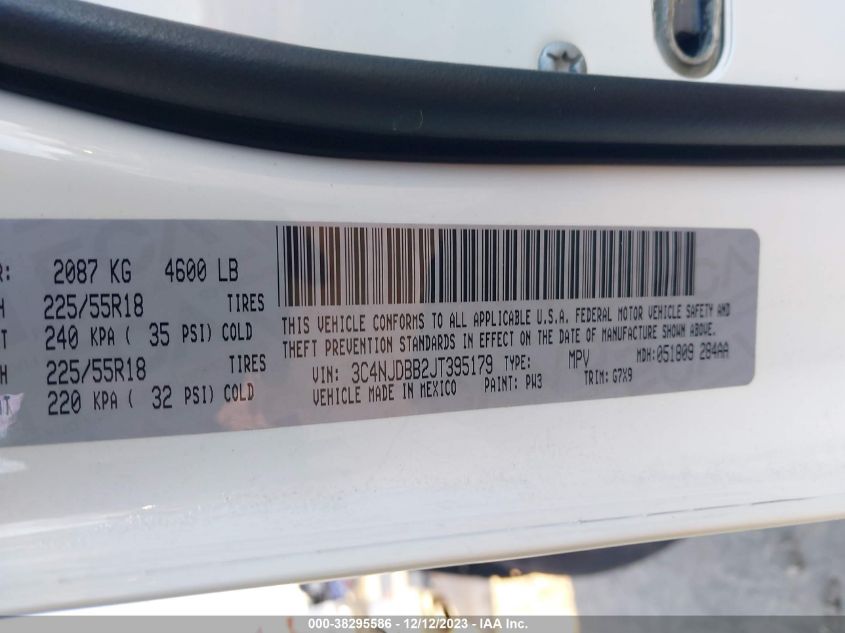 R: 2087 KG 4600 LB
H 225/55R18 TIRES
T 240 KPA ( 35 PSI) COLD
H 225/55R18 TIRES
NT 220 KPA ( 32 PSI) COLD
THIS VEHICLE CONFORMS TO ALL APPLICABLE U.S.A. FEDERAL MOTOR VEHICLE SAFETY AND
THEFT PREVENTION STANDARDS IN EFFECT ON THE DATE OF MANUFACTURE SHOWN ABOVE.
VIN: 3C4NJDBB2JT395179 TYPE: MPV MDH:051809 284AA
VEHICLE MADE IN MEXICO PAINT: PW3 TRIM: G7X9
000-38295586 - 12/12/2023 - IAA Inc.